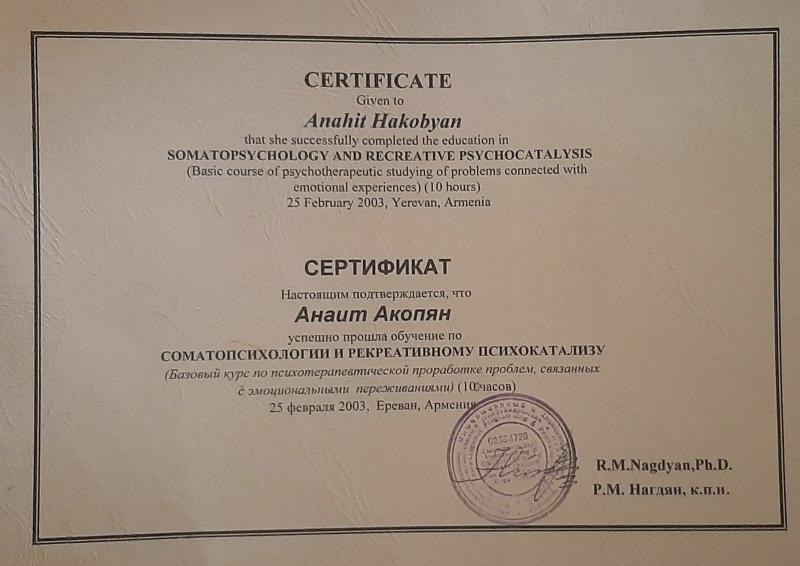 CERTIFICATE
Given to
Anahit Hakobyan
that she successfully completed the education in
SOMATOPSYCHOLOGY AND RECREATIVE PSYCHOCATALYSIS
(Basic course of psychotherapeutic studying of problems connected with
emotional experiences) (10 hours)
25 February 2003, Yerevan, Armenia
СЕРТИФИКАТ
Настоящим подтверждается, что
Анаит Акопян
успешно прошла обучение по
СОМАТОПСИХОЛОГИИ И РЕКРЕАТИВНОМУ ПСИХОКАТАЛИЗУ
(Базовый курс по психотерапевтической проработке проблем, связанных
с эмоциональными переживаниями) (10 часов)
25 февраля 2003, Ереван, Армения
R.M.Nagdyan,Ph.D.
Р.М. Нагдян, к.п.н.